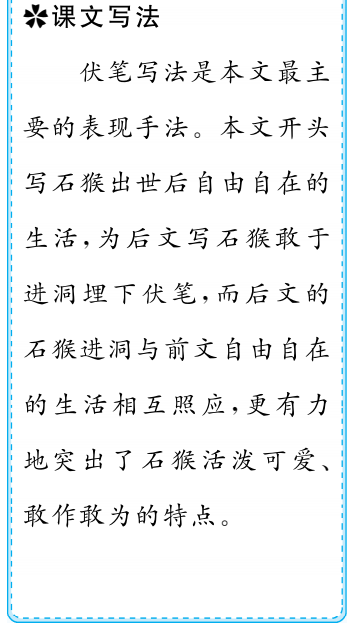 ✽课文写法
伏笔写法是本文最主
要的表现手法。本文开头
写石猴出世后自由自在的
生活,为后文写石猴敢于
进洞埋下伏笔,而后文的
石猴进洞与前文自由自在
的生活相互照应,更有力
地突出了石猴活泼可爱、
敢作敢为的特点。